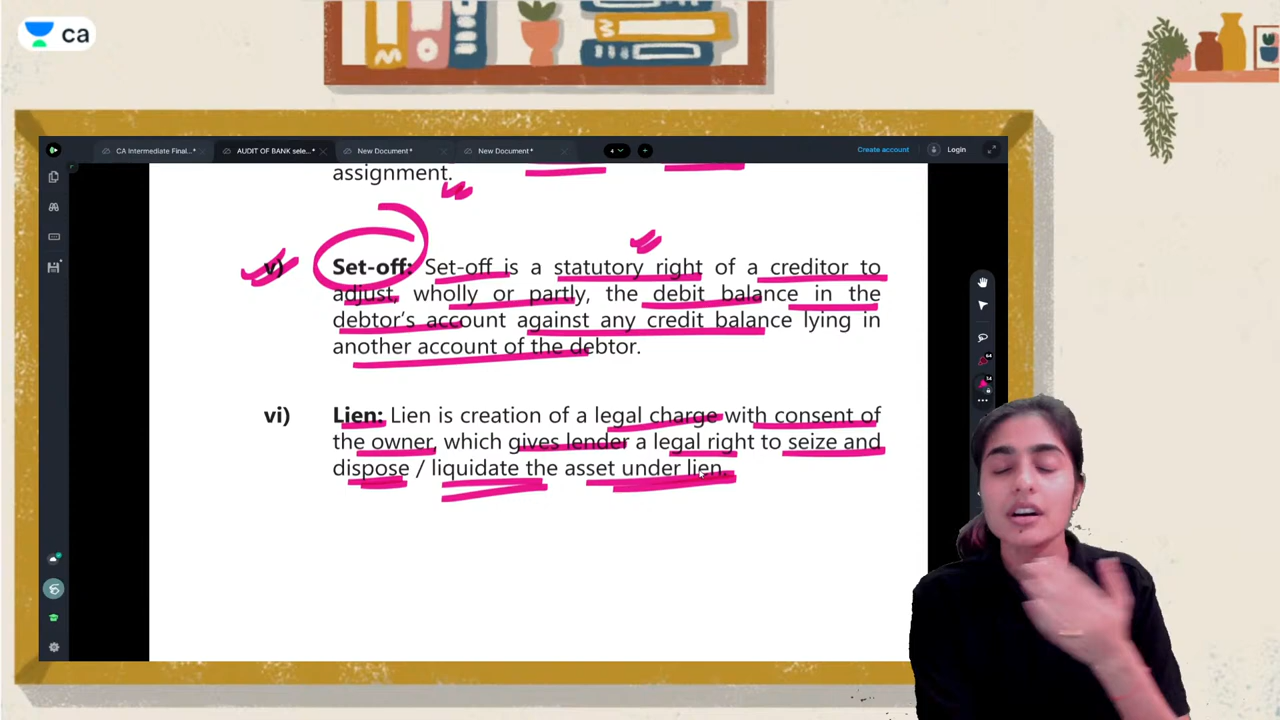 ca
CA Intermediate Final...*
AUDIT OF BANK sele...*
New Document*
New Document*
4
Create account
Login
assignment.
v) Set-off: Set-off is a statutory right of a creditor to
adjust, wholly or partly, the debit balance in the
debtor's account against any credit balance lying in
another account of the debtor.
vi) Lien: Lien is creation of a legal charge with consent of
the owner, which gives lender a legal right to seize and
dispose / liquidate the asset under lien.